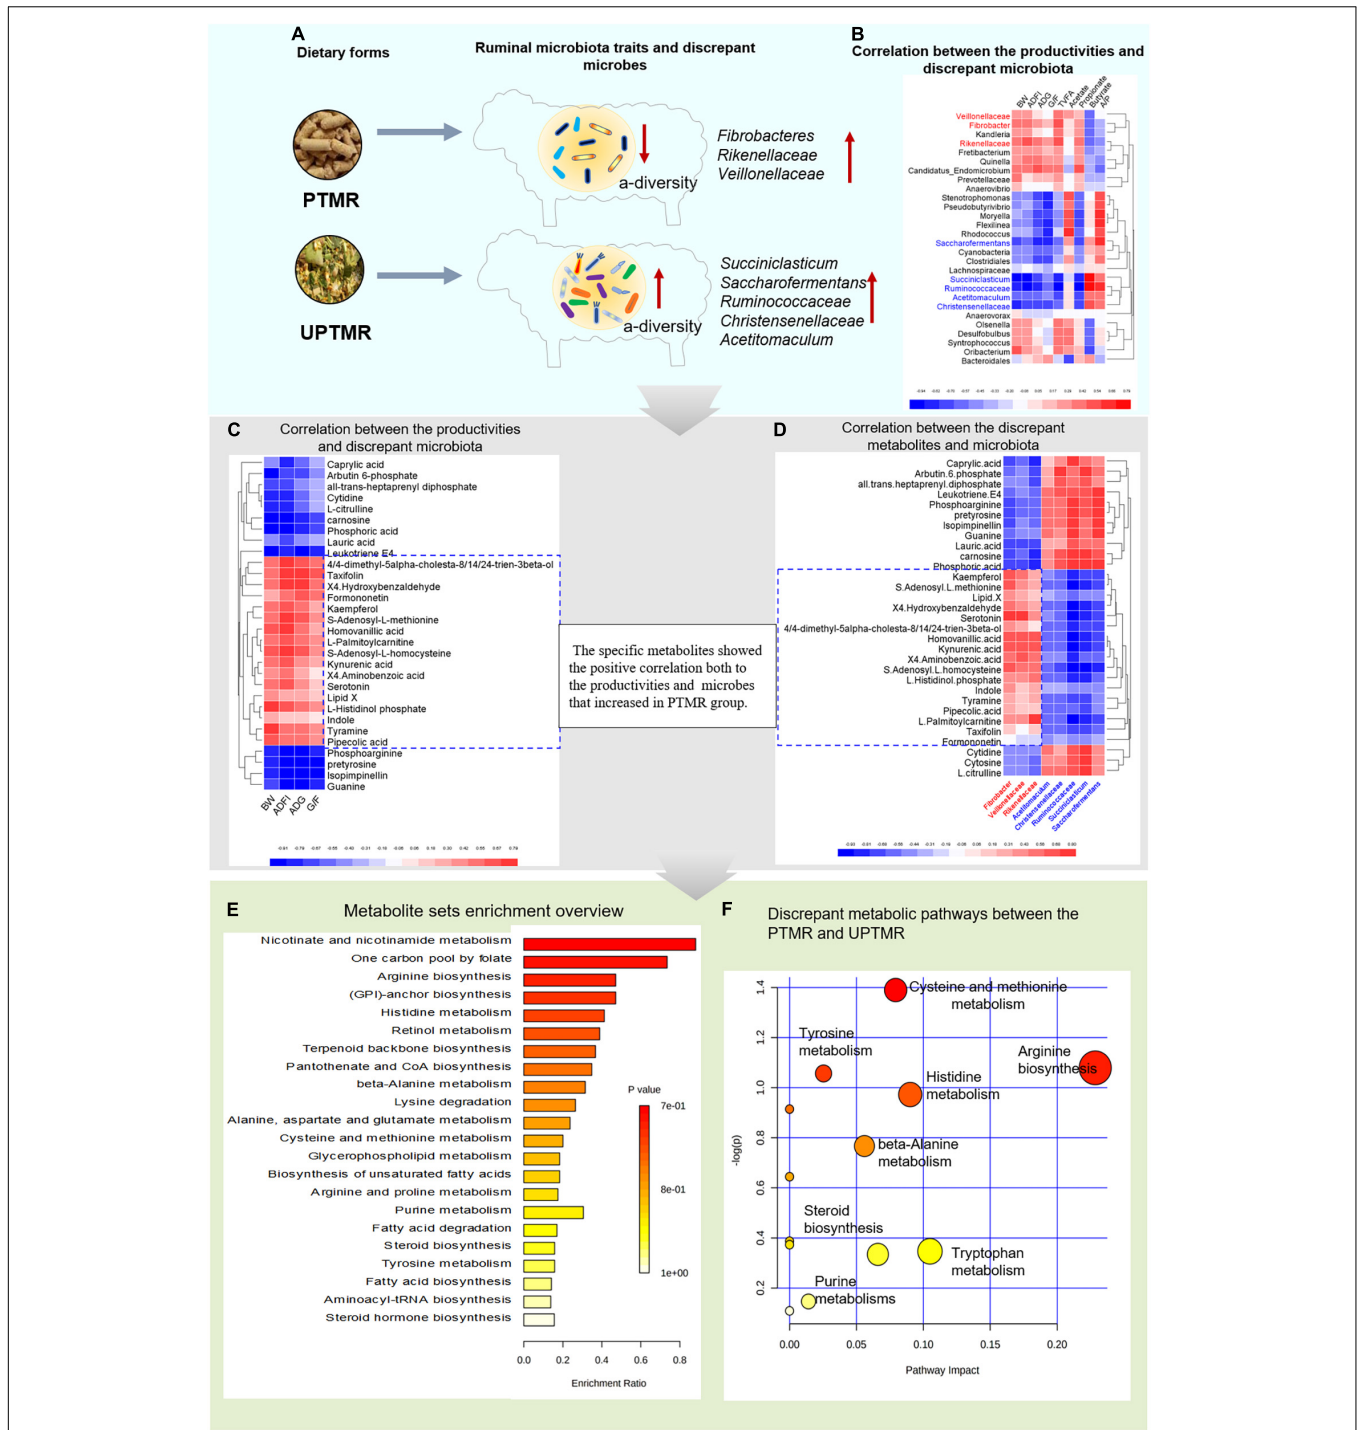 A
Dietary forms
Ruminal microbiota traits and discrepant
microbes
PTMR
a-diversity
Fibrobacteres
Rikenellaceae
Veillonellaceae
UPTMR
a-diversity
Succiniclasticum
Saccharofermentans
Ruminococcaceae
Christensenellaceae
Acetitomaculum
B
Correlation between the productivities and
discrepant microbiota
BW
ADFI
ADG
G/F
TVFA
Acetate
Propionate
Butyrate
A/P
Veillonellaceae
Fibrobacter
Kandleria
Rikenellaceae
Fretibacterium
Quinella
Candidatus_Endomicrobium
Prevotellaceae
Anaerovibrio
Stenotrophomonas
Pseudobutyrivibrio
Moryella
Flexilinea
Rhodococcus
Saccharofermentans
Cyanobacteria
Clostridiales
Lachnospiraceae
Succiniclasticum
Ruminococcaceae
Acetitomaculum
Christensenellaceae
Anaerovorax
Olsenella
Desulfobulbus
Syntrophococcus
Oribacterium
Bacteroidales
C
Correlation between the productivities
and discrepant microbiota
Caprylic acid
Arbutin 6-phosphate
all-trans-heptaprenyl diphosphate
Cytidine
L-citrulline
carnosine
Phosphoric acid
Lauric acid
Leukotriene E4
4/4-dimethyl-5alpha-cholesta-8/14/24-trien-3beta-ol
Taxifolin
X4.Hydroxybenzaldehyde
Formononetin
Kaempferol
S-Adenosyl-L-methionine
Homovanillic acid
L-Palmitoylcarnitine
S-Adenosyl-L-homocysteine
Kynurenic acid
X4.Aminobenzoic acid
Serotonin
Lipid X
L-Histidinol phosphate
Indole
Tyramine
Pipecolic acid
Phosphoarginine
pretyrosine
Isopimpinellin
Guanine
BW
ADFI
ADG
G/F
The specific metabolites showed
the positive correlation both to
the productivities and microbes
that increased in PTMR group.
D
Correlation between the discrepant
metabolites and microbiota
Caprylic.acid
Arbutin.6.phosphate
all.trans.heptaprenyl.diphosphate
Leukotriene.E4
Phosphoarginine
pretyrosine
Isopimpinellin
Guanine
Lauric.acid
carnosine
Phosphoric.acid
Kaempferol
S.Adenosyl.L.methionine
Lipid.X
X4.Hydroxybenzaldehyde
Serotonin
4/4-dimethyl-5alpha-cholesta-8/14/24-trien-3beta-ol
Homovanillic.acid
Kynurenic.acid
X4.Aminobenzoic.acid
S.Adenosyl.L.homocysteine
L.Histidinol.phosphate
Indole
Tyramine
Pipecolic.acid
L.Palmitoylcarnitine
Taxifolin
Formononetin
Cytidine
Cytosine
L.citrulline
Fibrobacter
Veillonellaceae
Rikenellaceae
Acetitomaculum
Christensenellaceae
Ruminococcaceae
Succiniclasticum
Saccharofermentans
E
Metabolite sets enrichment overview
Nicotinate and nicotinamide metabolism
One carbon pool by folate
Arginine biosynthesis
(GPI)-anchor biosynthesis
Histidine metabolism
Retinol metabolism
Terpenoid backbone biosynthesis
Pantothenate and CoA biosynthesis
beta-Alanine metabolism
Lysine degradation
Alanine, aspartate and glutamate metabolism
Cysteine and methionine metabolism
Glycerophospholipid metabolism
Biosynthesis of unsaturated fatty acids
Arginine and proline metabolism
Purine metabolism
Fatty acid degradation
Steroid biosynthesis
Tyrosine metabolism
Fatty acid biosynthesis
Aminoacyl-tRNA biosynthesis
Steroid hormone biosynthesis
P value
7e-01
8e-01
1e+00
0.0 0.2 0.4 0.6 0.8
Enrichment Ratio
F
Discrepant metabolic pathways between the
PTMR and UPTMR
Cysteine and methionine
metabolism
Tyrosine
metabolism
Arginine
biosynthesis
Histidine
metabolism
beta-Alanine
metabolism
Steroid
biosynthesis
Tryptophan
metabolism
Purine
metabolisms
-log(p)
1.4
1.2
1.0
0.8
0.6
0.4
0.2
0.00 0.05 0.10 0.15 0.20
Pathway Impact